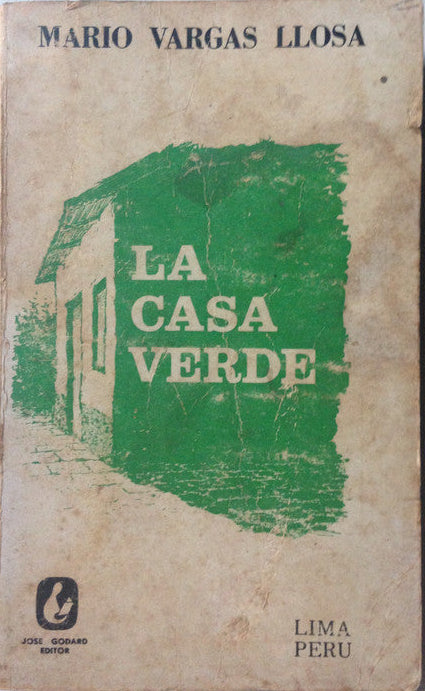 MARIO VARGAS LLOSA
LA
CASA
VERDE
JOSE GODARD
EDITOR
LIMA
PERU